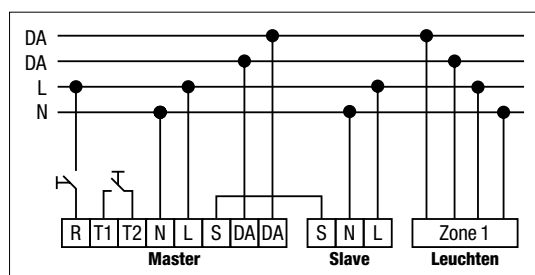 DA
DA
L
N
R T1 T2 N L S DA DA S N L Zone 1
Master Slave Leuchten